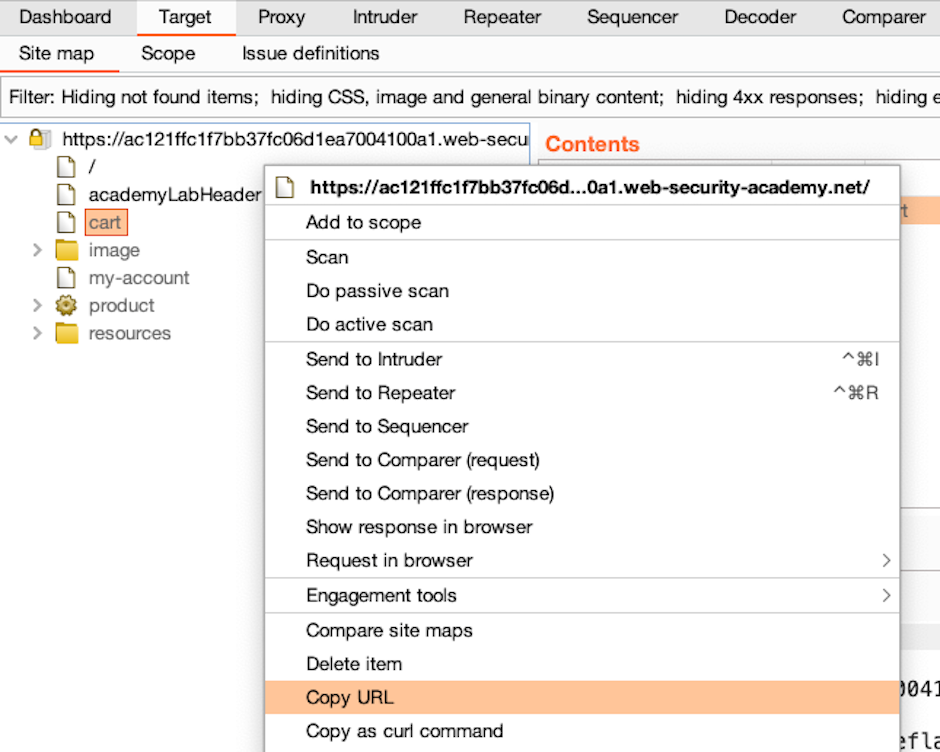 Dashboard Target Proxy Intruder Repeater Sequencer Decoder Comparer
Site map Scope Issue definitions
Filter: Hiding not found items; hiding CSS, image and general binary content; hiding 4xx responses; hiding e
https://ac121ffc1f7bb37fc06d1ea7004100a1.web-secu
Contents
/
academyLabHeader
cart
image
my-account
product
resources
https://ac121ffc1f7bb37fc06d...0a1.web-security-academy.net/
Add to scope
Scan
Do passive scan
Do active scan
Send to Intruder ^⌘I
Send to Repeater ^⌘R
Send to Sequencer
Send to Comparer (request)
Send to Comparer (response)
Show response in browser
Request in browser
Engagement tools
Compare site maps
Delete item
Copy URL
Copy as curl command